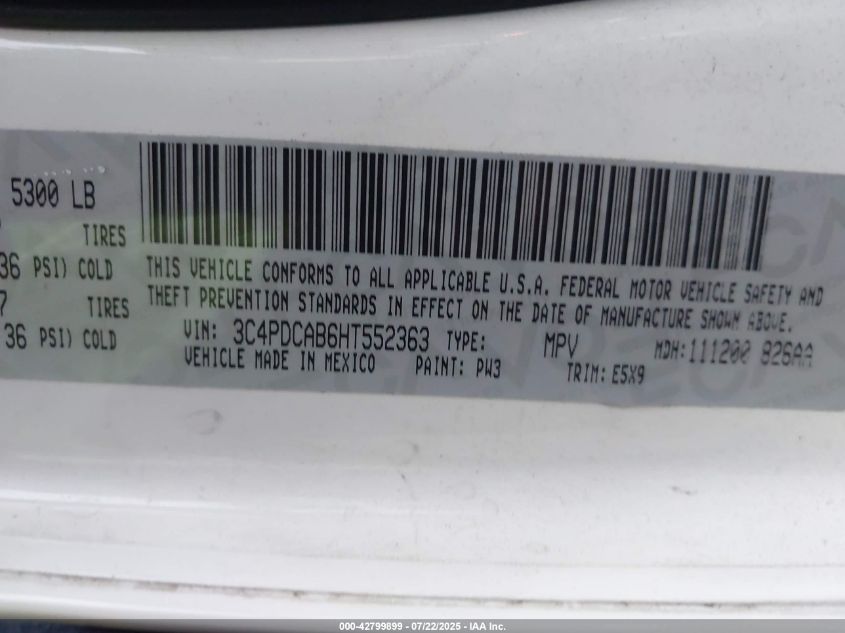 5300 LB
TIRES
36 PSI) COLD
THIS VEHICLE CONFORMS TO ALL APPLICABLE U.S.A. FEDERAL MOTOR VEHICLE SAFETY AND
7 TIRES
THEFT PREVENTION STANDARDS IN EFFECT ON THE DATE OF MANUFACTURE SHOWN ABOVE.
36 PSI) COLD
VIN: 3C4PDCAB6HT552363 TYPE: MPV MDH:111200 826AA
VEHICLE MADE IN MEXICO PAINT: PW3 TRIM: E5X9
000-42799899 - 07/22/2025 - IAA Inc.